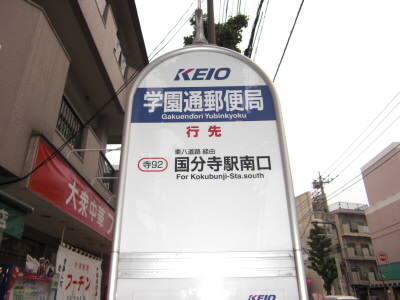 KEIO
学園通郵便局
Gakuendori Yubinkyoku
行先
東八道路 経由
寺92 国分寺駅南口
For Kokubunji-Sta.south
大衆中華
ラーチン
KEIO